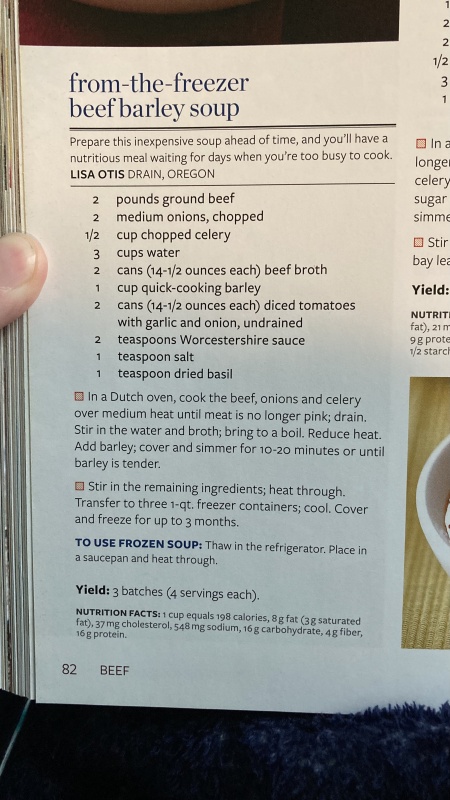 from-the-freezer
beef barley soup
Prepare this inexpensive soup ahead of time, and you'll have a
nutritious meal waiting for days when you're too busy to cook.
LISA OTIS DRAIN, OREGON
2 pounds ground beef
2 medium onions, chopped
1/2 cup chopped celery
3 cups water
2 cans (14-1/2 ounces each) beef broth
1 cup quick-cooking barley
2 cans (14-1/2 ounces each) diced tomatoes
with garlic and onion, undrained
2 teaspoons Worcestershire sauce
1 teaspoon salt
1 teaspoon dried basil
In a Dutch oven, cook the beef, onions and celery
over medium heat until meat is no longer pink; drain.
Stir in the water and broth; bring to a boil. Reduce heat.
Add barley; cover and simmer for 10-20 minutes or until
barley is tender.
Stir in the remaining ingredients; heat through.
Transfer to three 1-qt. freezer containers; cool. Cover
and freeze for up to 3 months.
TO USE FROZEN SOUP: Thaw in the refrigerator. Place in
a saucepan and heat through.
Yield: 3 batches (4 servings each).
NUTRITION FACTS: 1 cup equals 198 calories, 8 g fat (3 g saturated
fat), 37 mg cholesterol, 548 mg sodium, 16 g carbohydrate, 4 g fiber,
16 g protein.
82 BEEF
1
2
2
1/2
3
1
In a
longe
celery
sugar
simme
Stir
bay lea
Yield:
NUTRITI
fat), 21 m
9 g prote
1/2 starch